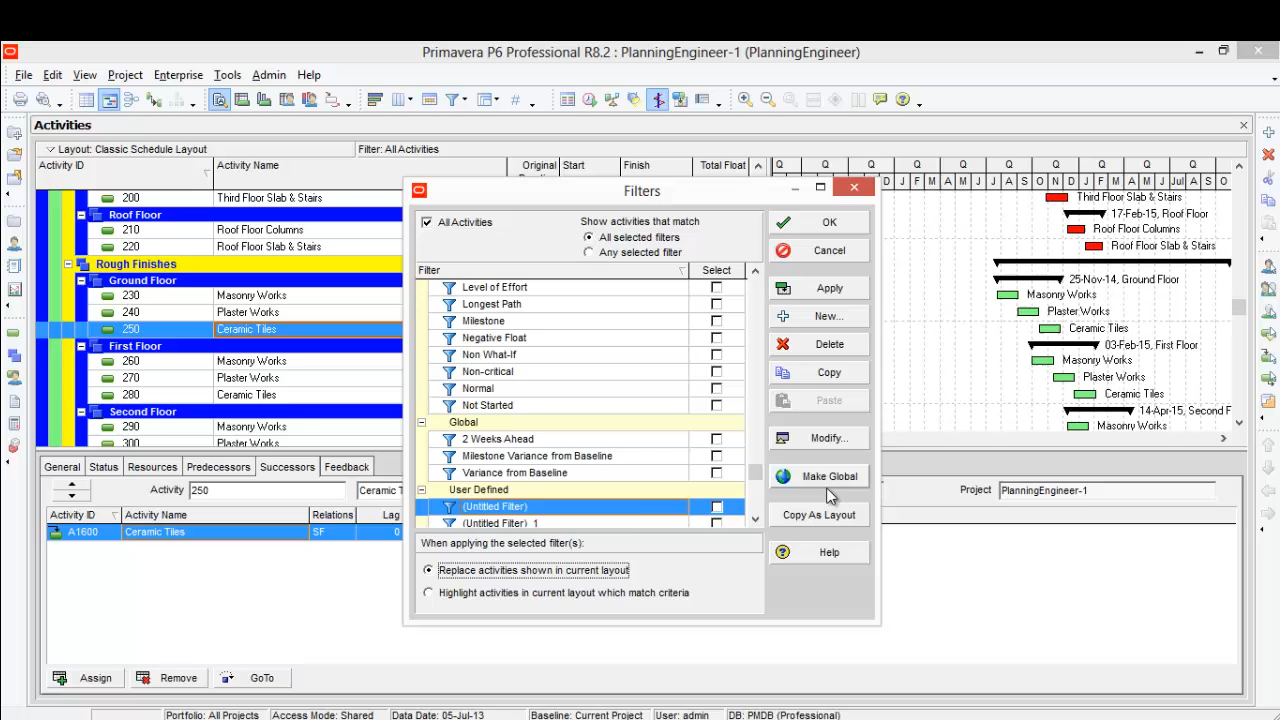 Primavera P6 Professional R8.2 : PlanningEngineer-1 (PlanningEngineer)
File Edit View Project Enterprise Tools Admin Help
Activities
Layout: Classic Schedule Layout Filter: All Activities
Activity ID Activity Name Original Start Finish Total Float Q Q Q Q Q Q Q Q Q
D J F M A M J J A S O N D J F M A M J Jul A S O
200 Third Floor Slab & Stairs Third Floor Slab & Stairs
Roof Floor 17-Feb-15, Roof Floor
210 Roof Floor Columns Roof Floor Columns
220 Roof Floor Slab & Stairs Roof Floor Slab & Stairs
Rough Finishes
Ground Floor 25-Nov-14, Ground Floor
230 Masonry Works Masonry Works
240 Plaster Works Plaster Works
250 Ceramic Tiles Ceramic Tiles
First Floor 03-Feb-15, First Floor
260 Masonry Works Masonry Works
270 Plaster Works Plaster Works
280 Ceramic Tiles Ceramic Tiles
Second Floor 14-Apr-15, Second F
290 Masonry Works Masonry Works
300 Plaster Works
Filters
All Activities
Show activities that match
All selected filters
Any selected filter
Filter Select
Level of Effort
Longest Path
Milestone
Negative Float
Non What-If
Non-critical
Normal
Not Started
Global
2 Weeks Ahead
Milestone Variance from Baseline
Variance from Baseline
User Defined
(Untitled Filter)
(Untitled Filter)_1
When applying the selected filter(s):
Replace activities shown in current layout
Highlight activities in current layout which match criteria
OK
Cancel
Apply
New...
Delete
Copy
Paste
Modify...
Make Global
Copy As Layout
Help
General Status Resources Predecessors Successors Feedback
Activity 250 Ceramic T Project PlanningEngineer-1
Activity ID Activity Name Relations Lag
A1600 Ceramic Tiles SF 0
Assign Remove GoTo
Portfolio: All Projects Access Mode: Shared Data Date: 05-Jul-13 Baseline: Current Project User: admin DB: PMDB (Professional)